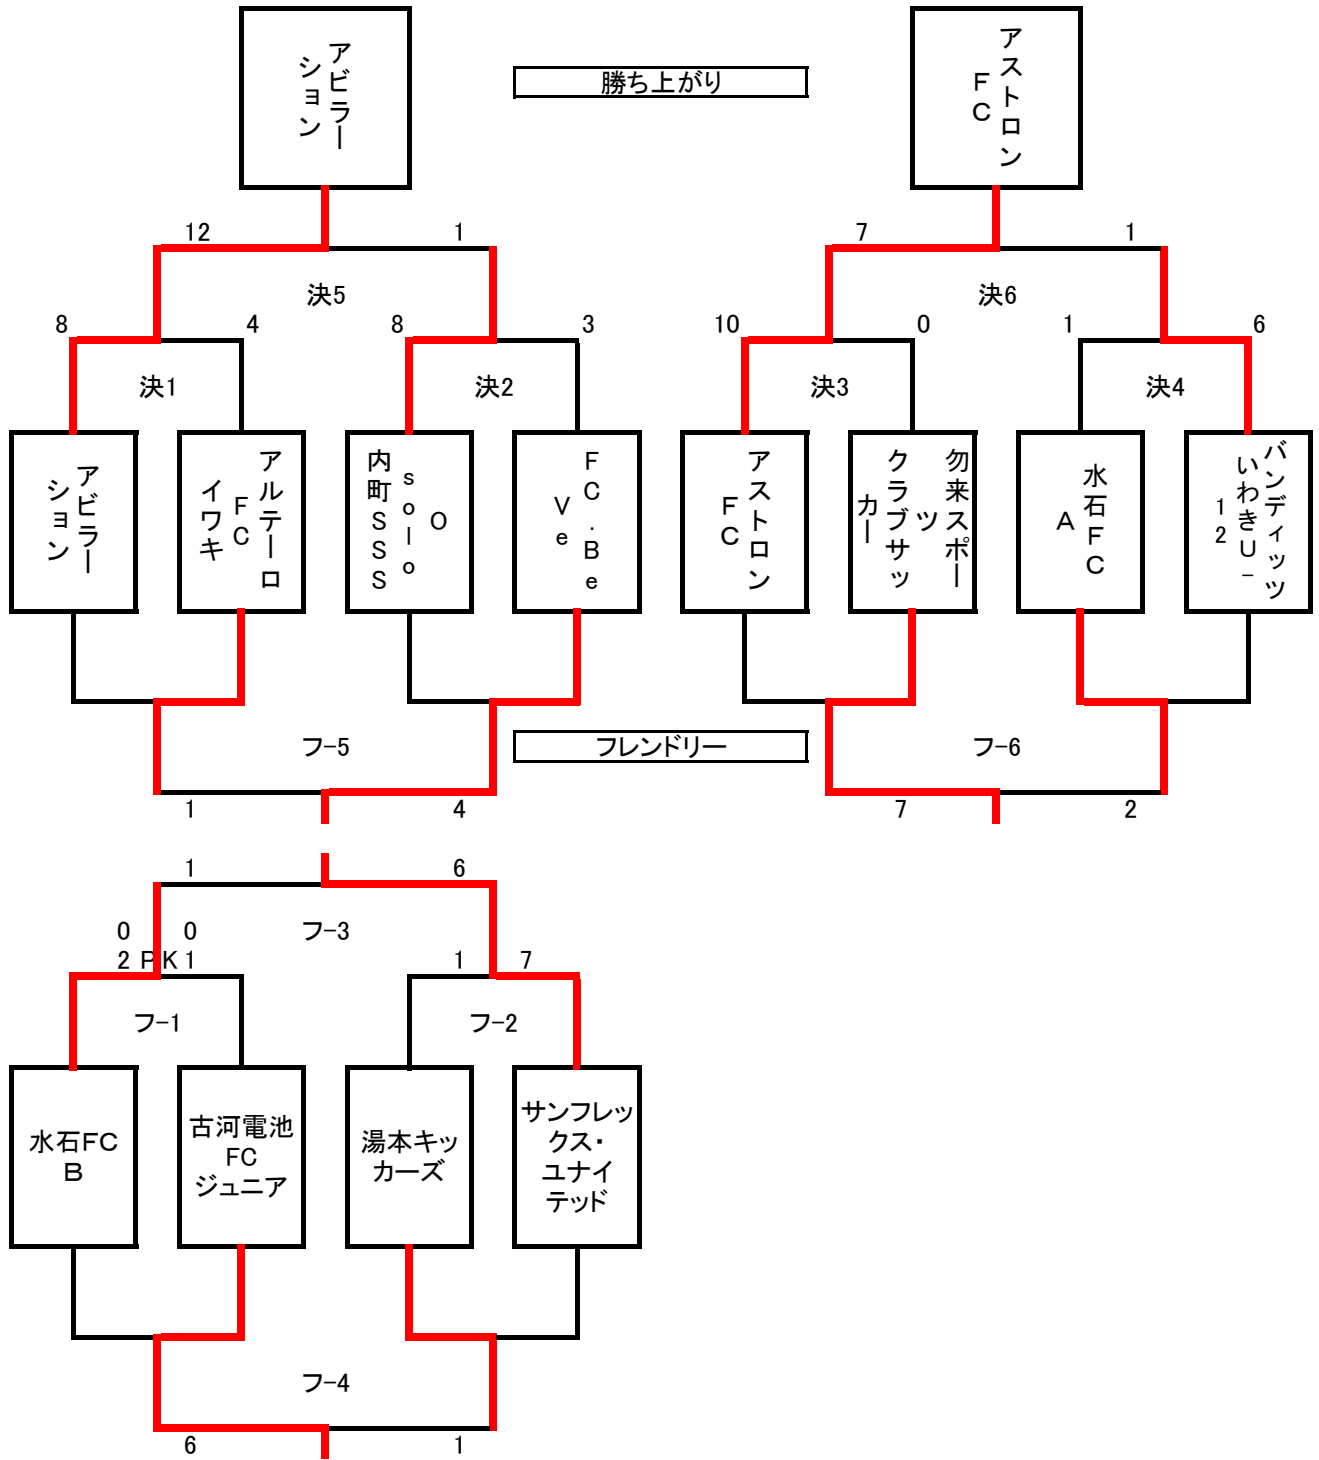 アビラー
ション
勝ち上がり
アストロン
FC
12
1
7
1
決5
決6
8
4
8
3
10
0
1
6
決1
決2
決3
決4
アビラー
ション
アルテーロ
FC
イワキ
O
solo
内町SSS
FC.Be
Ve
アストロン
FC
勿来スポー
ツ
クラブサッ
カー
水石FC
A
バンディッツ
いわきU-
12
フ-5
フレンドリー
フ-6
1
4
7
2
1
6
0
0
フ-3
2 PK 1
1
7
フ-1
フ-2
水石FC
B
古河電池
FC
ジュニア
湯本キッ
カーズ
サンフレッ
クス・
ユナイ
テッド
フ-4
6
1